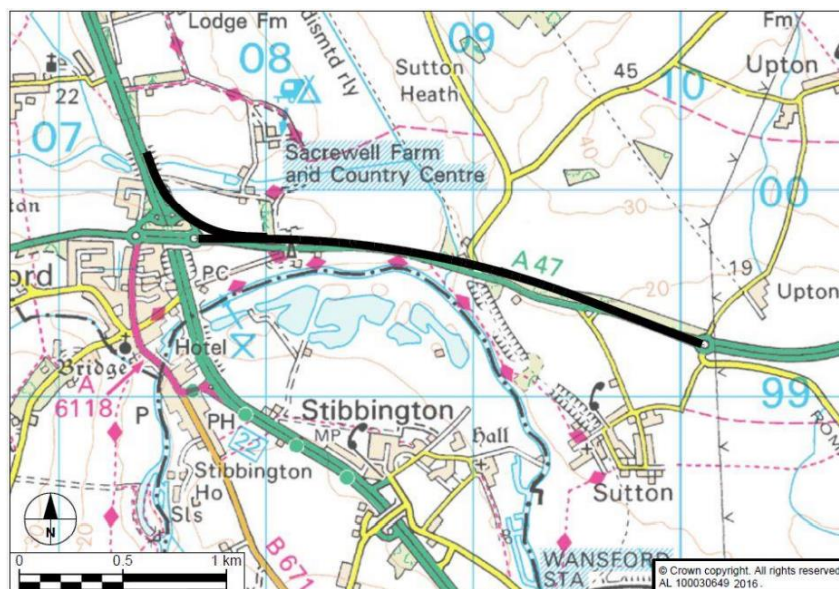 Lodge Fm
08
dismtd rly
09
Sutton
Heath
45
Fm
Upton
10
22
07
Sacrewell Farm
and Country Centre
00
40
30
ton
A 47
19
20
Upton
ord
PC
Hotel
Bridge
A
6118
P
PH
22
Stibbington
MP
Hall
99
Stibbington
Ho
Sutton
Sls
20
N
B 671
WANSFORD
STA
ROM
0
0.5
1 km
© Crown copyright. All rights reserved
AL 100030649 2016.